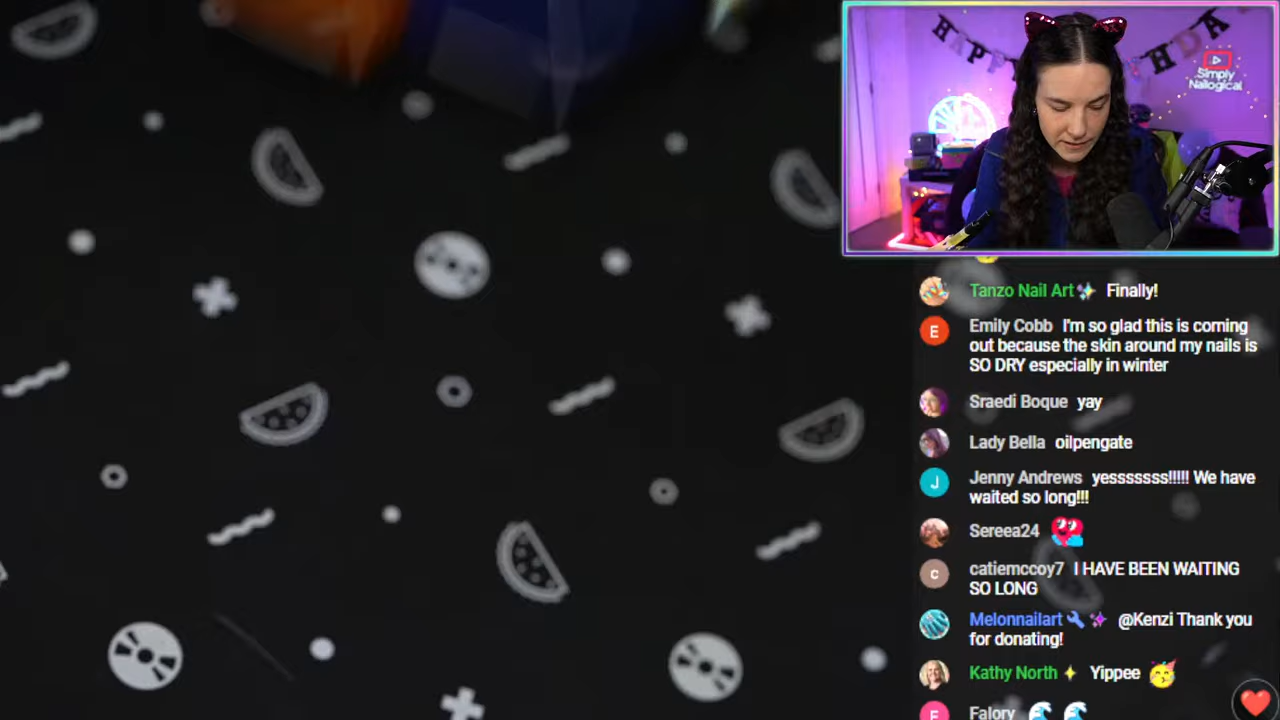 HAPP
HDA
Simply
Nailogical
Tanzo Nail Art Finally!
E
Emily Cobb I'm so glad this is coming
out because the skin around my nails is
SO DRY especially in winter
Sraedi Boque yay
Lady Bella oilpengate
J
Jenny Andrews yesssssss!!!!! We have
waited so long!!!
Sereea24
c
catiemccoy7 I HAVE BEEN WAITING
SO LONG
Melonnailart @Kenzi Thank you
for donating!
Kathy North Yippee
F
Falory